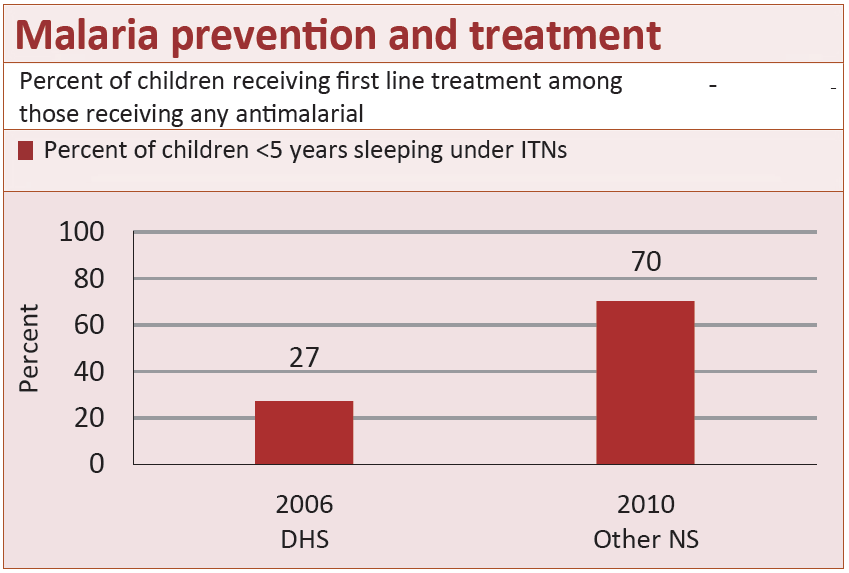 Malaria prevention and treatment
Percent of children receiving first line treatment among - -
those receiving any antimalarial
Percent of children <5 years sleeping under ITNs
100
80
60
40
20
0
Percent
27
70
2006
DHS
2010
Other NS